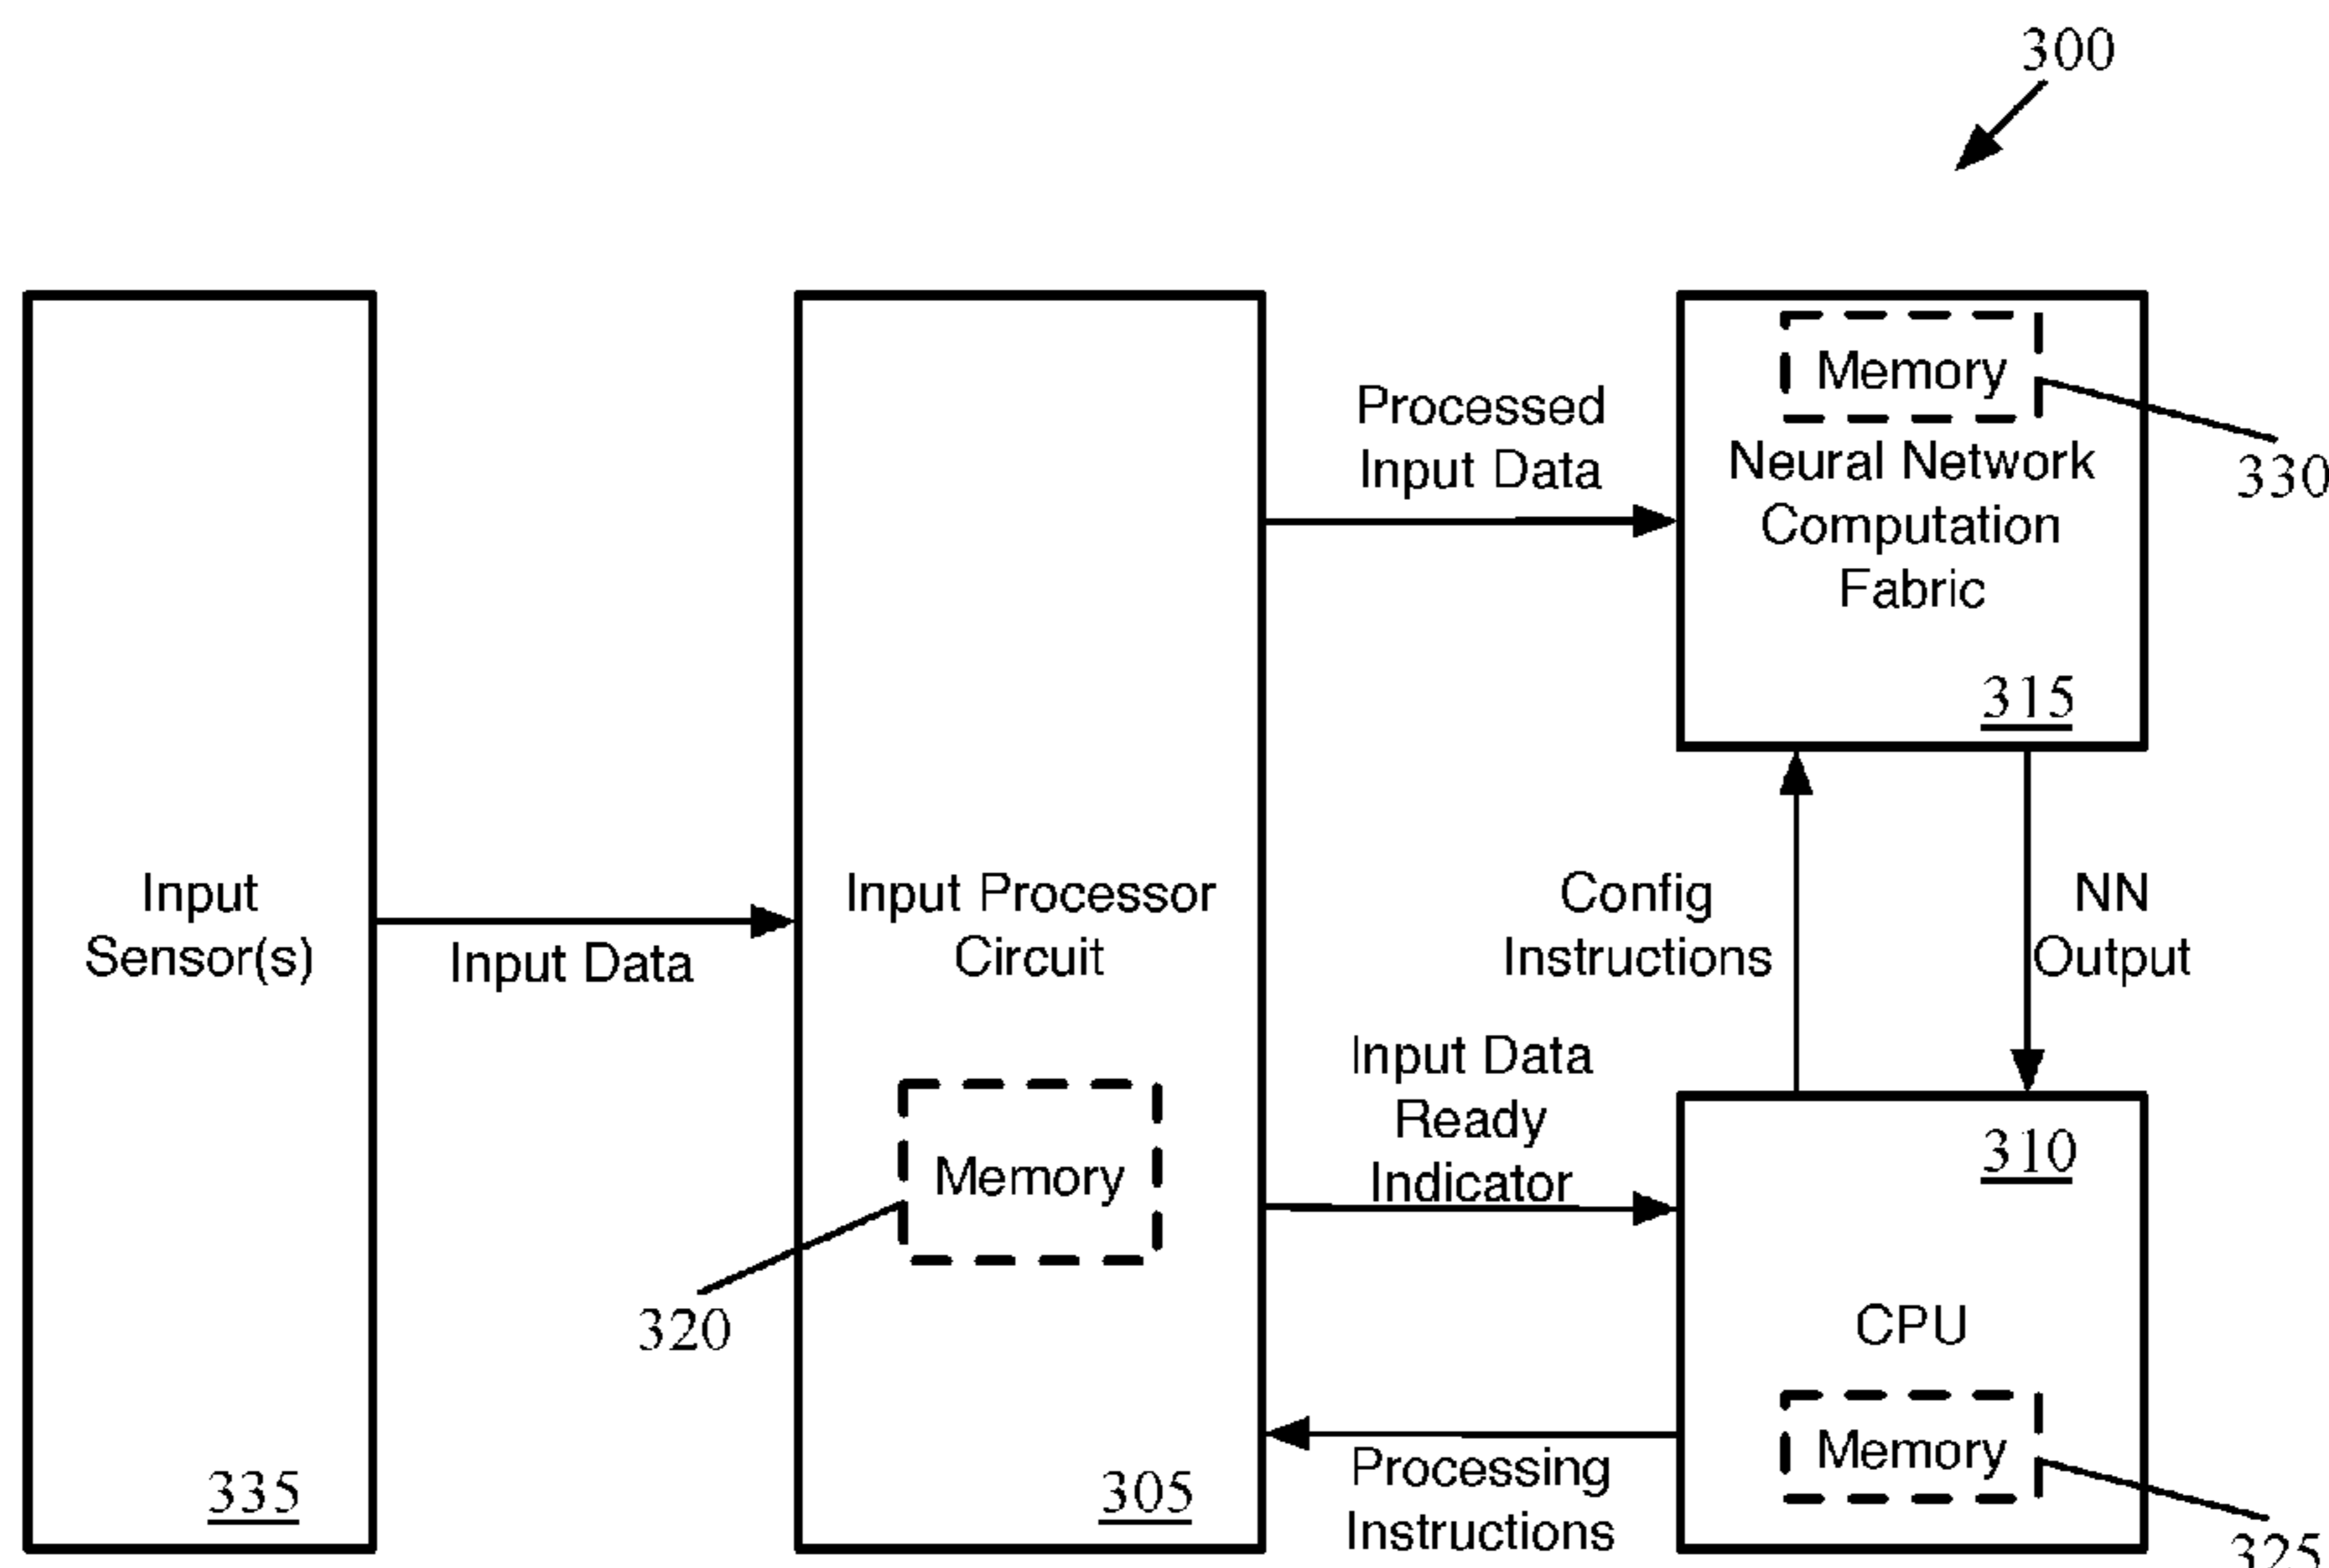 300
Memory
330
Neural Network
Computation
Fabric
315
Processed
Input Data
Input
Sensor(s)
335
Input Data
Input Processor
Circuit
Memory
320
305
Config
Instructions
NN
Output
Input Data
Ready
Indicator
310
CPU
Memory
325
Processing
Instructions